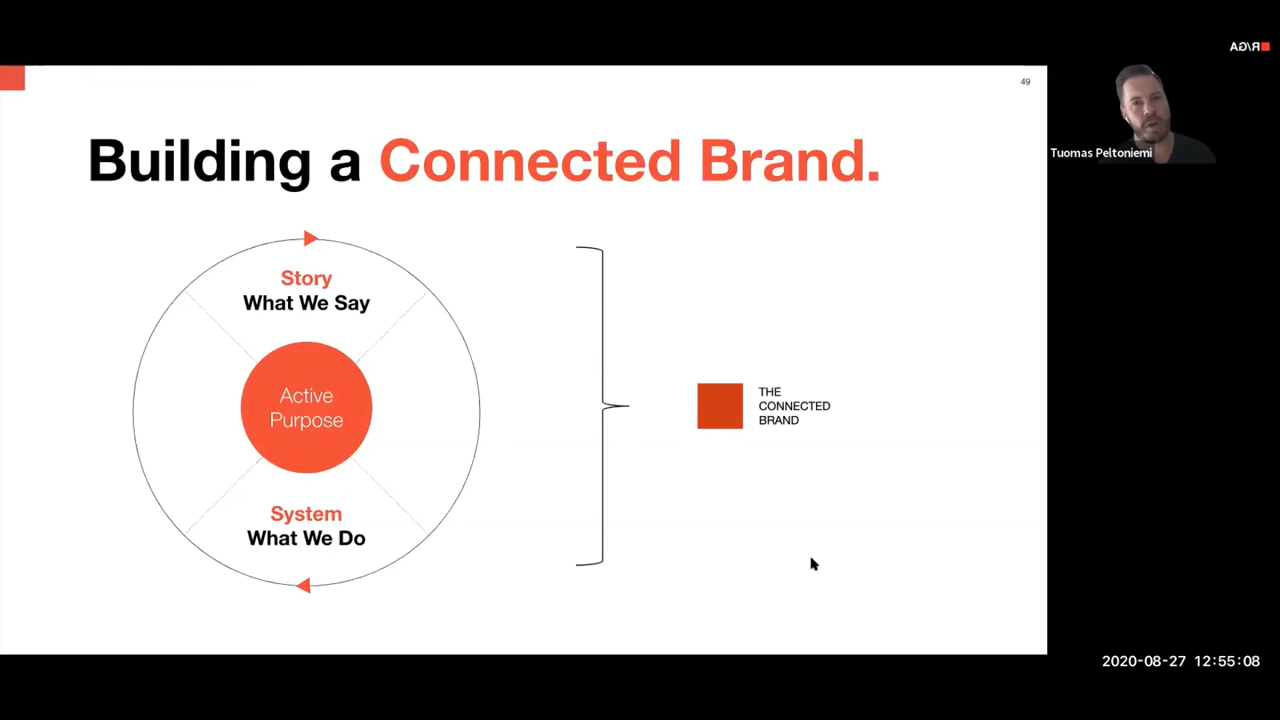 AƏ\Я
49
Building a Connected Brand.
Tuomas Peltoniemi
Story
What We Say
Active
Purpose
THE
CONNECTED
BRAND
System
What We Do
2020-08-27 12:55:08